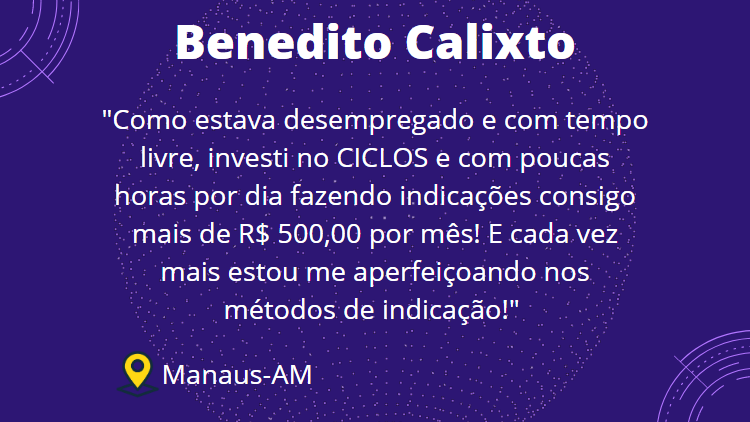 Benedito Calixto
"Como estava desempregado e com tempo
livre, investi no CICLOS e com poucas
horas por dia fazendo indicações consigo
mais de R$ 500,00 por mês! E cada vez
mais estou me aperfeiçoando nos
métodos de indicação!"
Manaus-AM